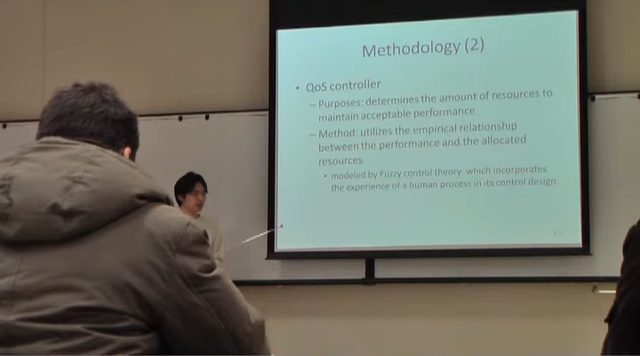 Methodology (2)
• QoS controller
– Purposes: determines the amount of resources to
maintain acceptable performance
– Method: utilizes the empirical relationship
between the performance and the allocated
resources
• modeled by Fuzzy control theory which incorporates
the experience of a human process in its control design